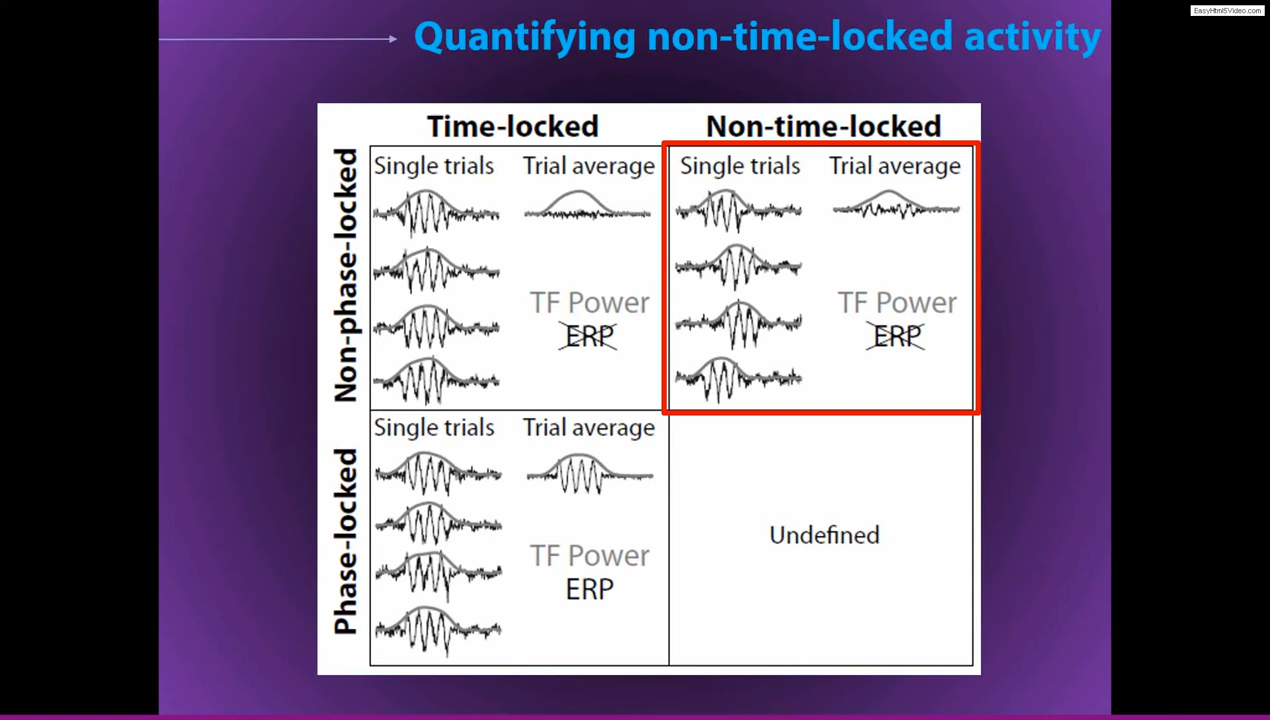 EasyHtml5Video.com
Quantifying non-time-locked activity
Time-locked
Non-time-locked
Non-phase-locked
Single trials
Trial average
TF Power
ERP
Single trials
Trial average
TF Power
ERP
Phase-locked
Single trials
Trial average
TF Power
ERP
Undefined